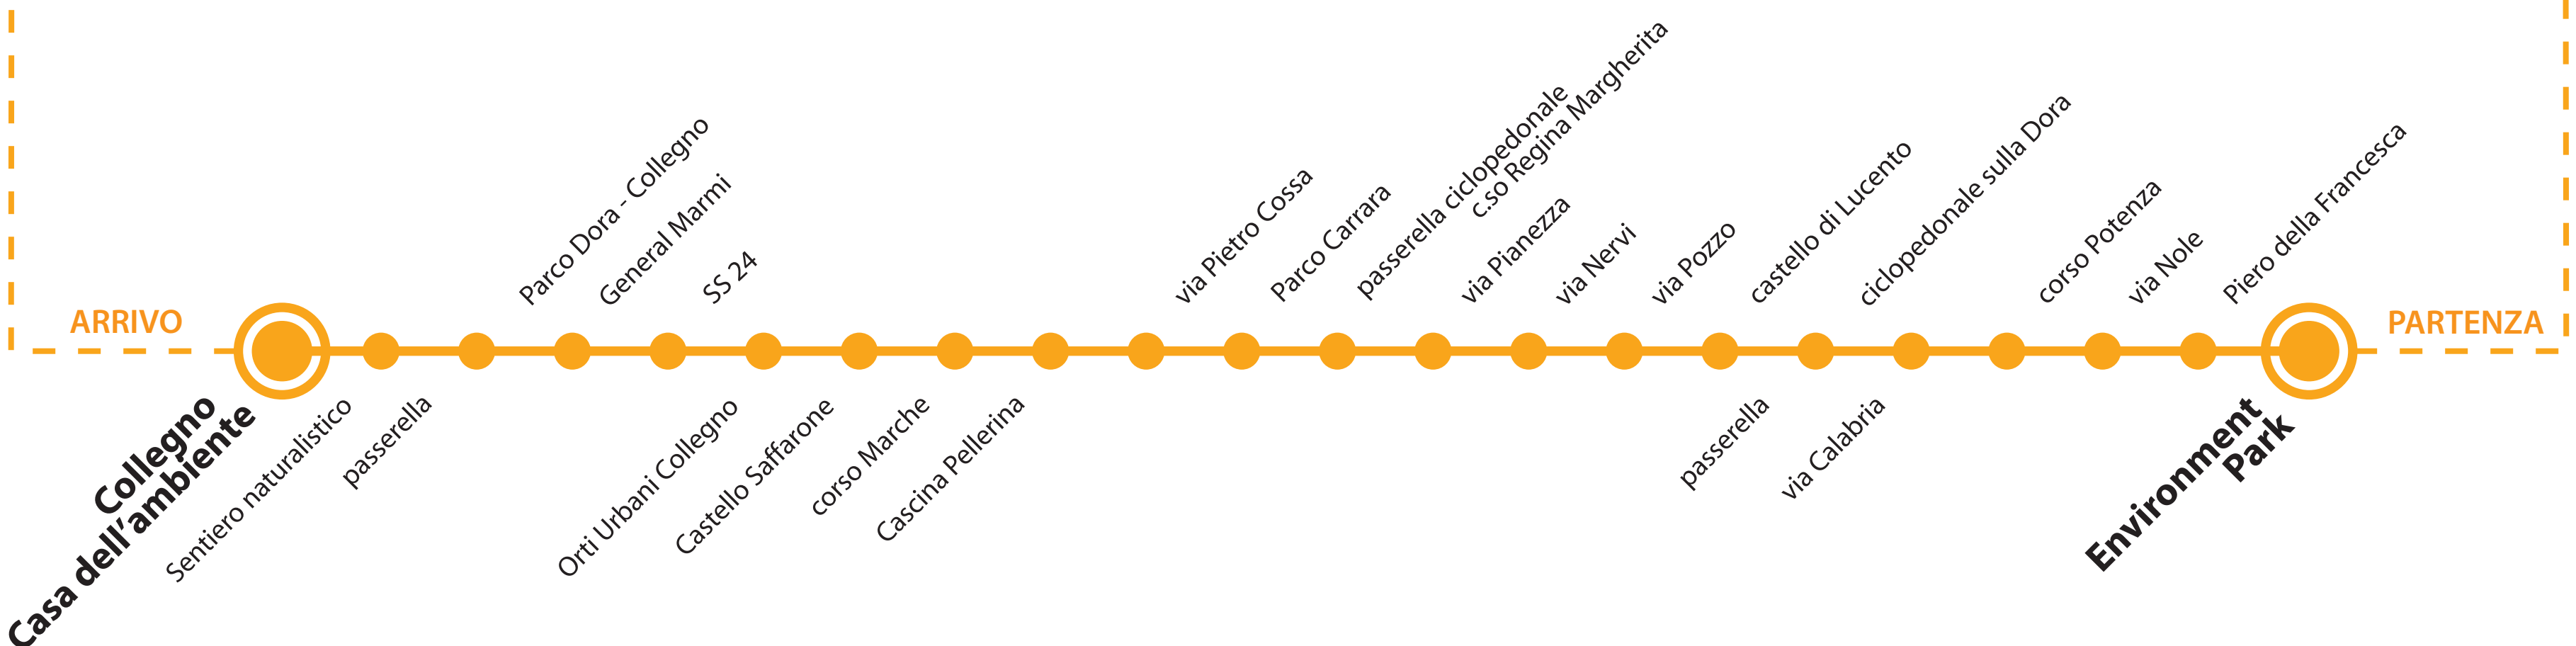 ARRIVO
Collegno
Casa dell'ambiente
Sentiero naturalistico
passerella
Parco Dora - Collegno
General Marmi
SS 24
Orti Urbani Collegno
Castello Saffarone
corso Marche
Cascina Pellerina
via Pietro Cossa
Parco Carrara
passerella ciclopedonale
c.so Regina Margherita
via Pianezza
via Nervi
via Pozzo
passerella
castello di Lucento
via Calabria
ciclopedonale sulla Dora
corso Potenza
via Nole
Piero della Francesca
Environment
Park
PARTENZA